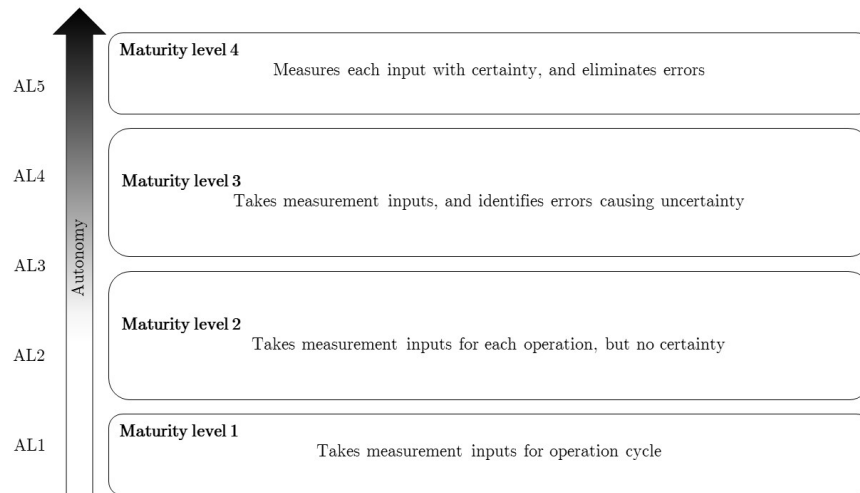 Maturity level 4
Measures each input with certainty, and eliminates errors
AL5
Maturity level 3
Takes measurement inputs, and identifies errors causing uncertainty
AL4
Autonomy
AL3
Maturity level 2
Takes measurement inputs for each operation, but no certainty
AL2
Maturity level 1
Takes measurement inputs for operation cycle
AL1